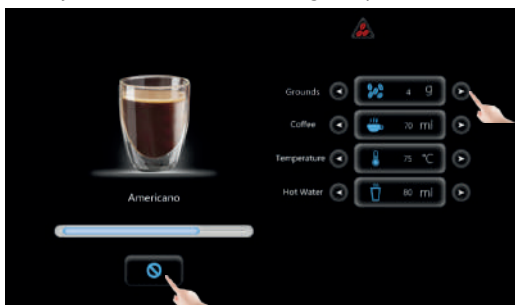 Grounds 4 g
Coffee 70 ml
Temperature 75 °C
Hot Water 80 ml
Americano